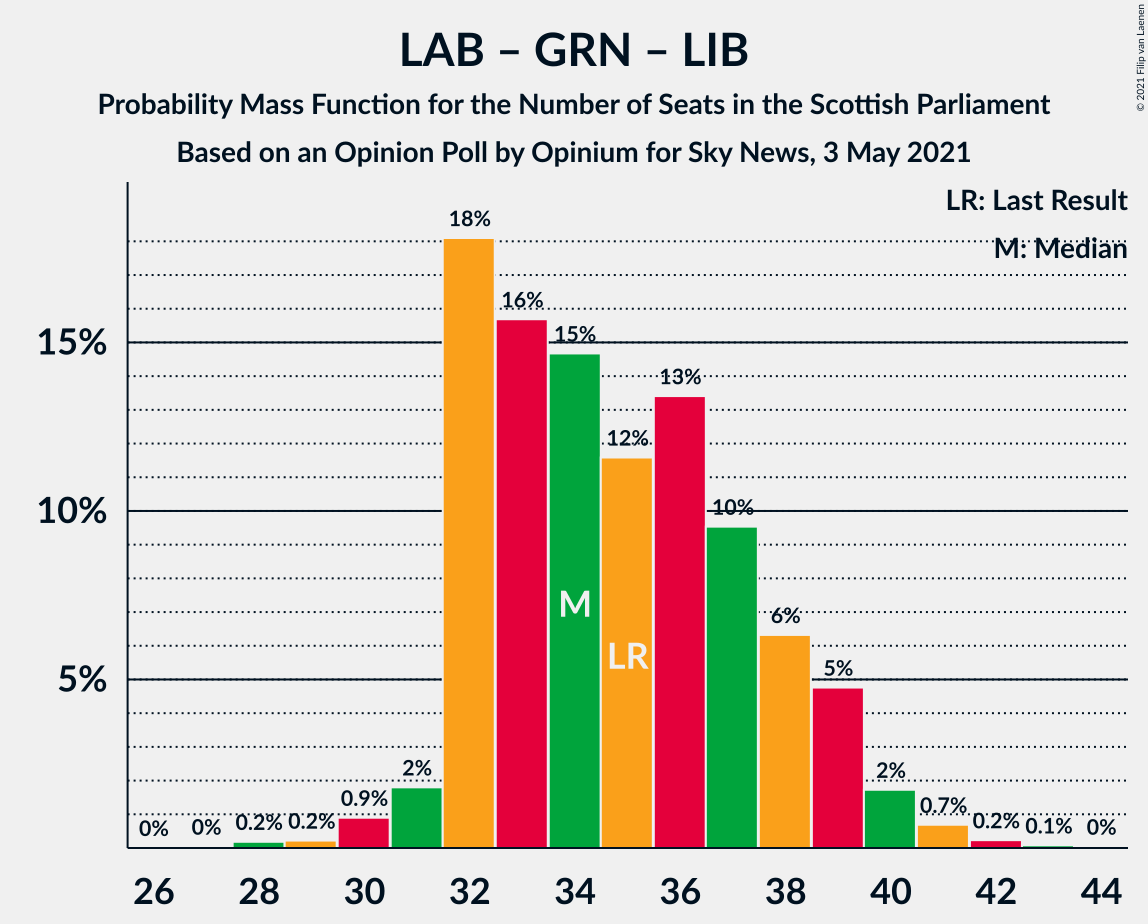 LAB – GRN – LIB
Probability Mass Function for the Number of Seats in the Scottish Parliament
Based on an Opinion Poll by Opinium for Sky News, 3 May 2021
© 2021 Filip van Laenen
LR: Last Result
M: Median
18%
16%
15%
15%
13%
12%
10%
10%
M
6%
LR
5%
5%
2%
2%
0.9%
0.7%
0%
0%
0.2%
0.2%
0.2%
0.1%
0%
26 28 30 32 34 36 38 40 42 44